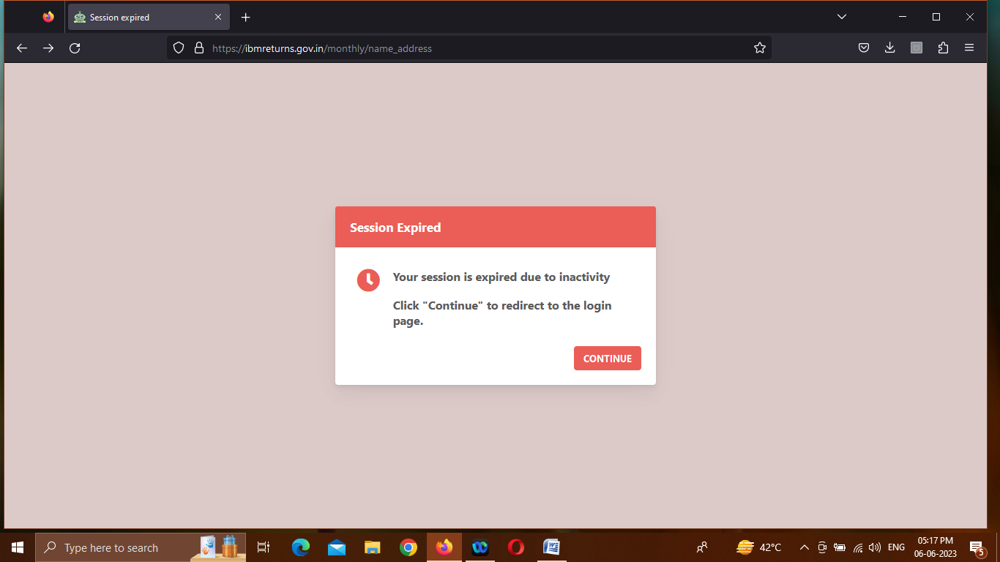 Session expired
https://ibmreturns.gov.in/monthly/name_address
Session Expired
Your session is expired due to inactivity
Click "Continue" to redirect to the login
page.
CONTINUE
Type here to search
42°C
ENG
05:17 PM
06-06-2023
5